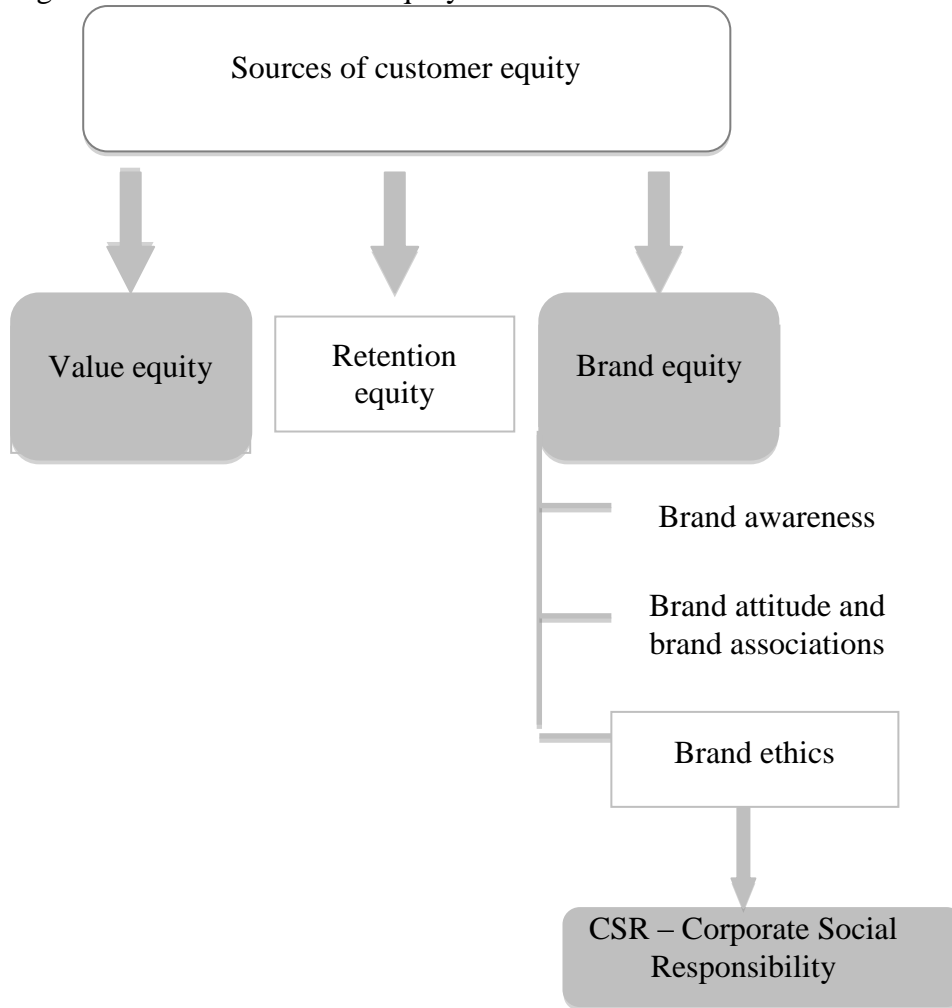 Sources of customer equity
Value equity
Retention
equity
Brand equity
Brand awareness
Brand attitude and
brand associations
Brand ethics
CSR – Corporate Social
Responsibility